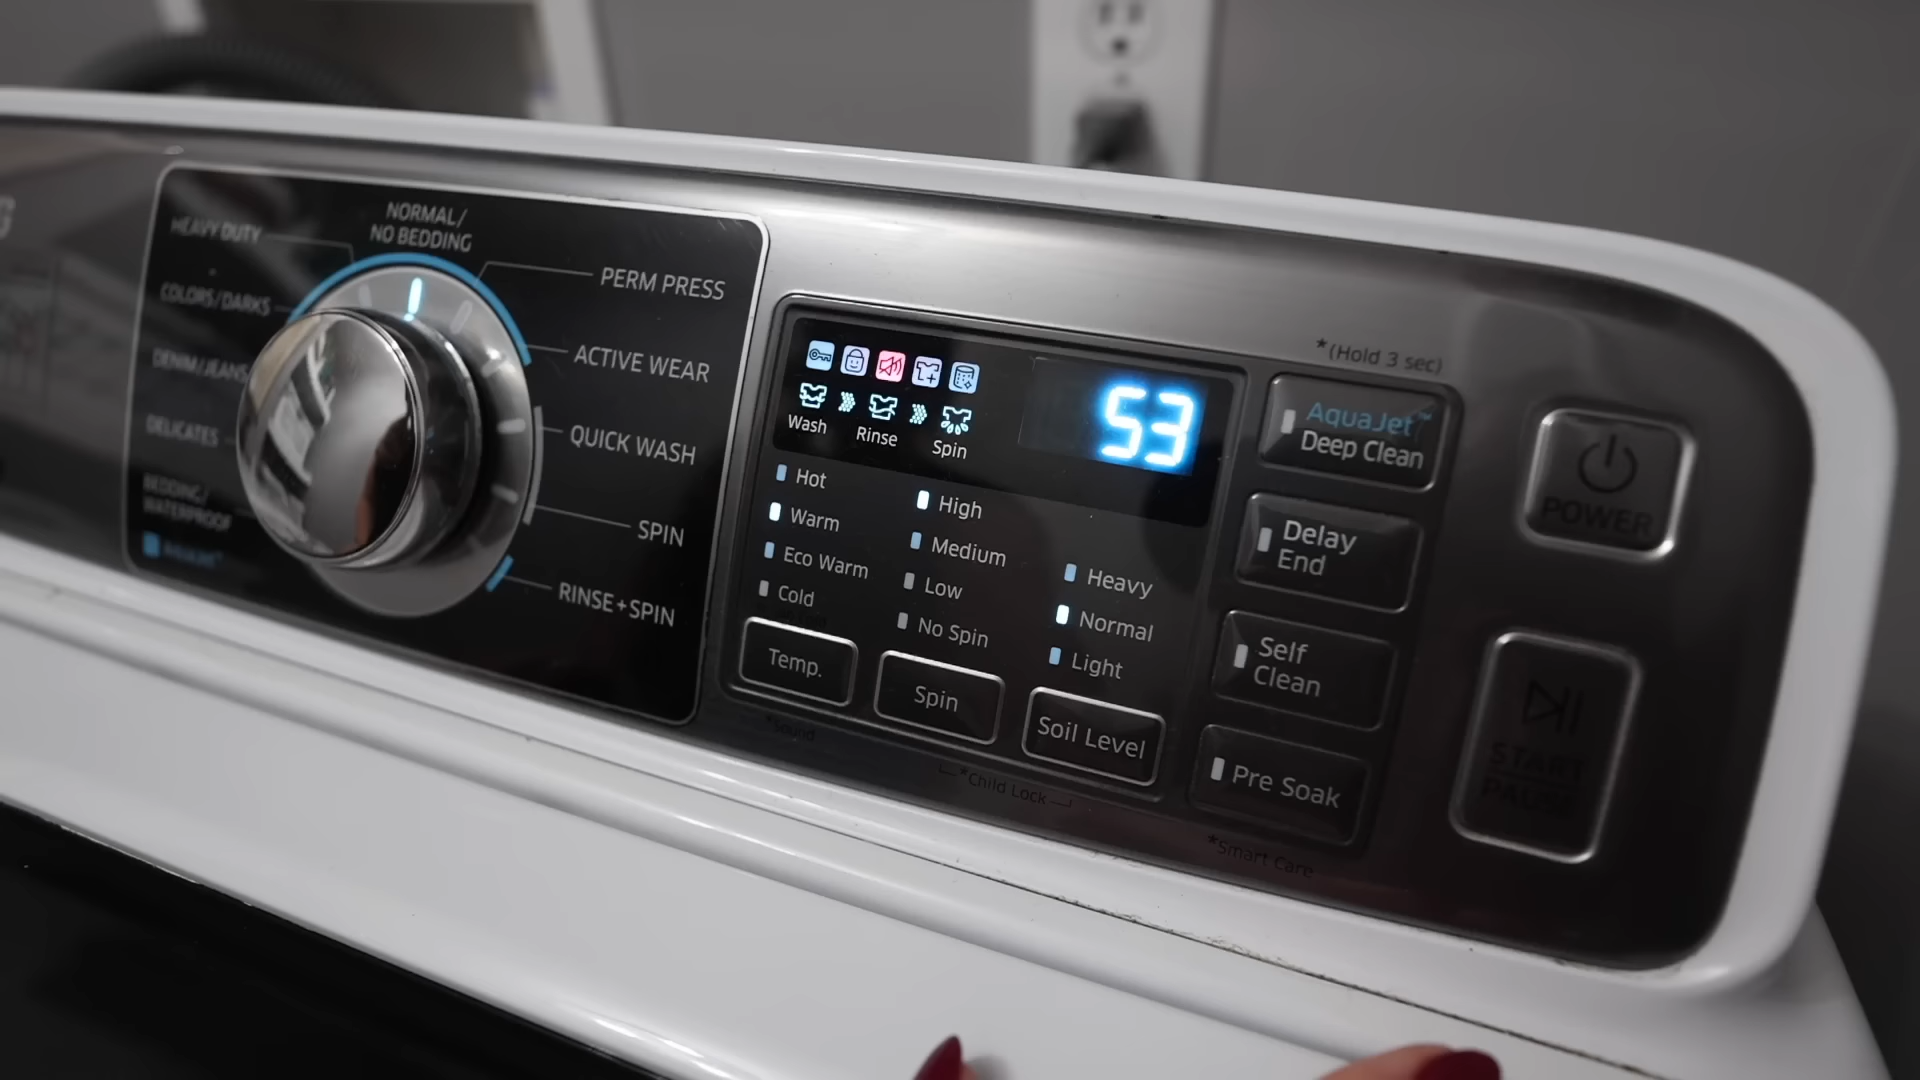 G
HEAVY DUTY
COLORS/DARKS
DENIM/JEANS
DELICATES
BEDDING/
WATERPROOF
AQUAJET™
NORMAL/
NO BEDDING
PERM PRESS
ACTIVE WEAR
QUICK WASH
SPIN
RINSE+SPIN
53
Wash
Rinse
Spin
Hot
Warm
Eco Warm
Cold
Temp.
*Sound
High
Medium
Low
No Spin
Spin
Heavy
Normal
Light
Soil Level
*Child Lock
*(Hold 3 sec)
AquaJet™
Deep Clean
Delay
End
Self
Clean
Pre Soak
*Smart Care
POWER
START
PAUSE